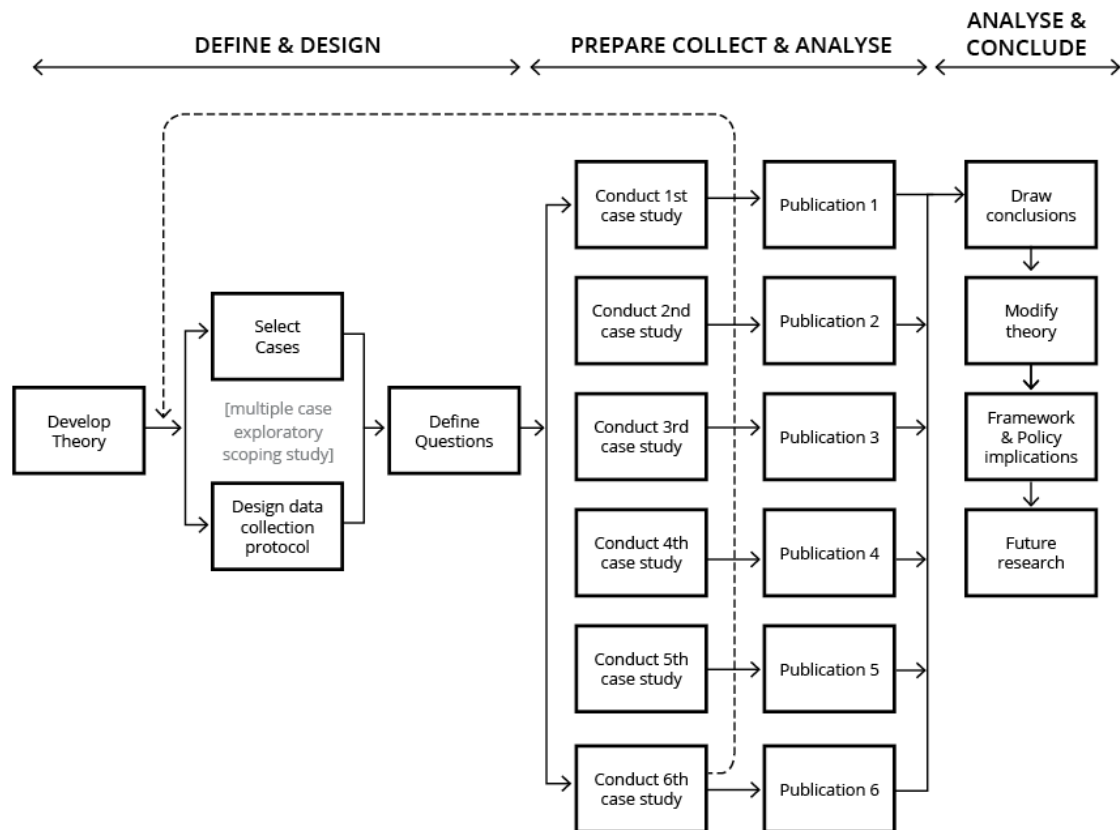 DEFINE & DESIGN
PREPARE COLLECT & ANALYSE
ANALYSE &
CONCLUDE
Develop
Theory
Select
Cases
[multiple case
exploratory
scoping study]
Design data
collection
protocol
Define
Questions
Conduct 1st
case study
Publication 1
Conduct 2nd
case study
Publication 2
Conduct 3rd
case study
Publication 3
Conduct 4th
case study
Publication 4
Conduct 5th
case study
Publication 5
Conduct 6th
case study
Publication 6
Draw
conclusions
Modify
theory
Framework
& Policy
implications
Future
research